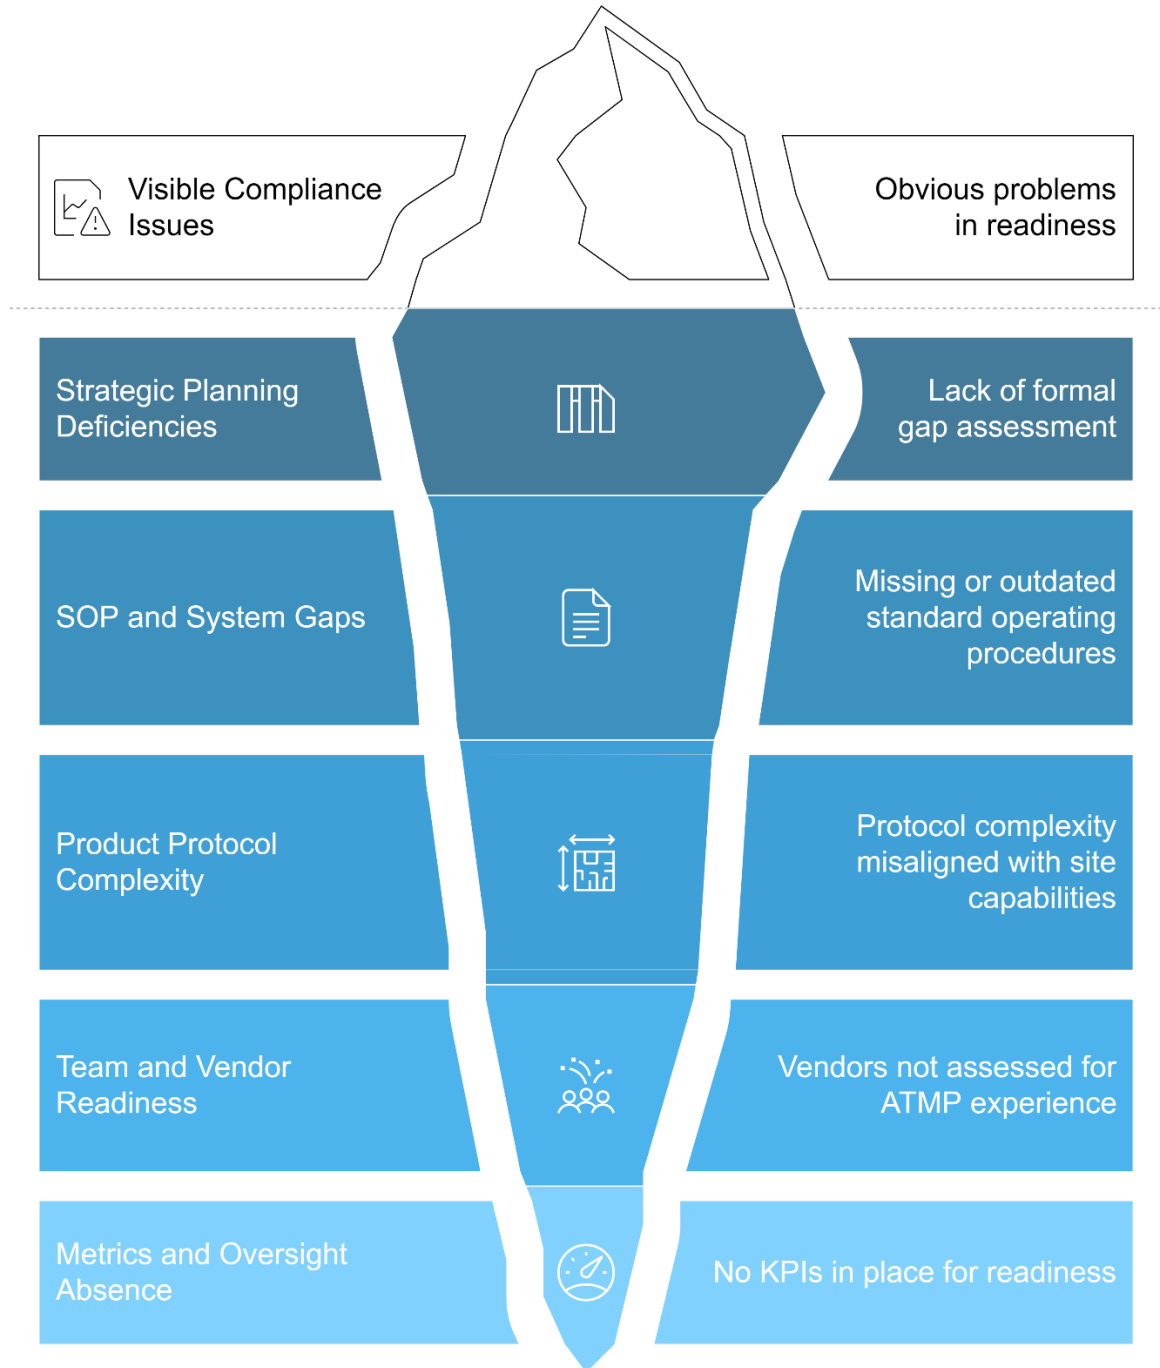 Visible Compliance
Issues
Obvious problems
in readiness
Strategic Planning
Deficiencies
Lack of formal
gap assessment
SOP and System Gaps
Missing or outdated
standard operating
procedures
Product Protocol
Complexity
Protocol complexity
misaligned with site
capabilities
Team and Vendor
Readiness
Vendors not assessed for
ATMP experience
Metrics and Oversight
Absence
No KPIs in place for readiness